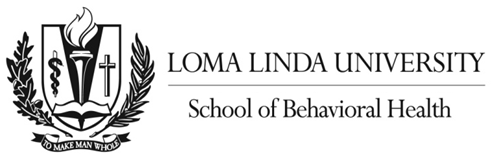 LOMA LINDA UNIVERSITY
School of Behavioral Health
TO MAKE MAN WHOLE